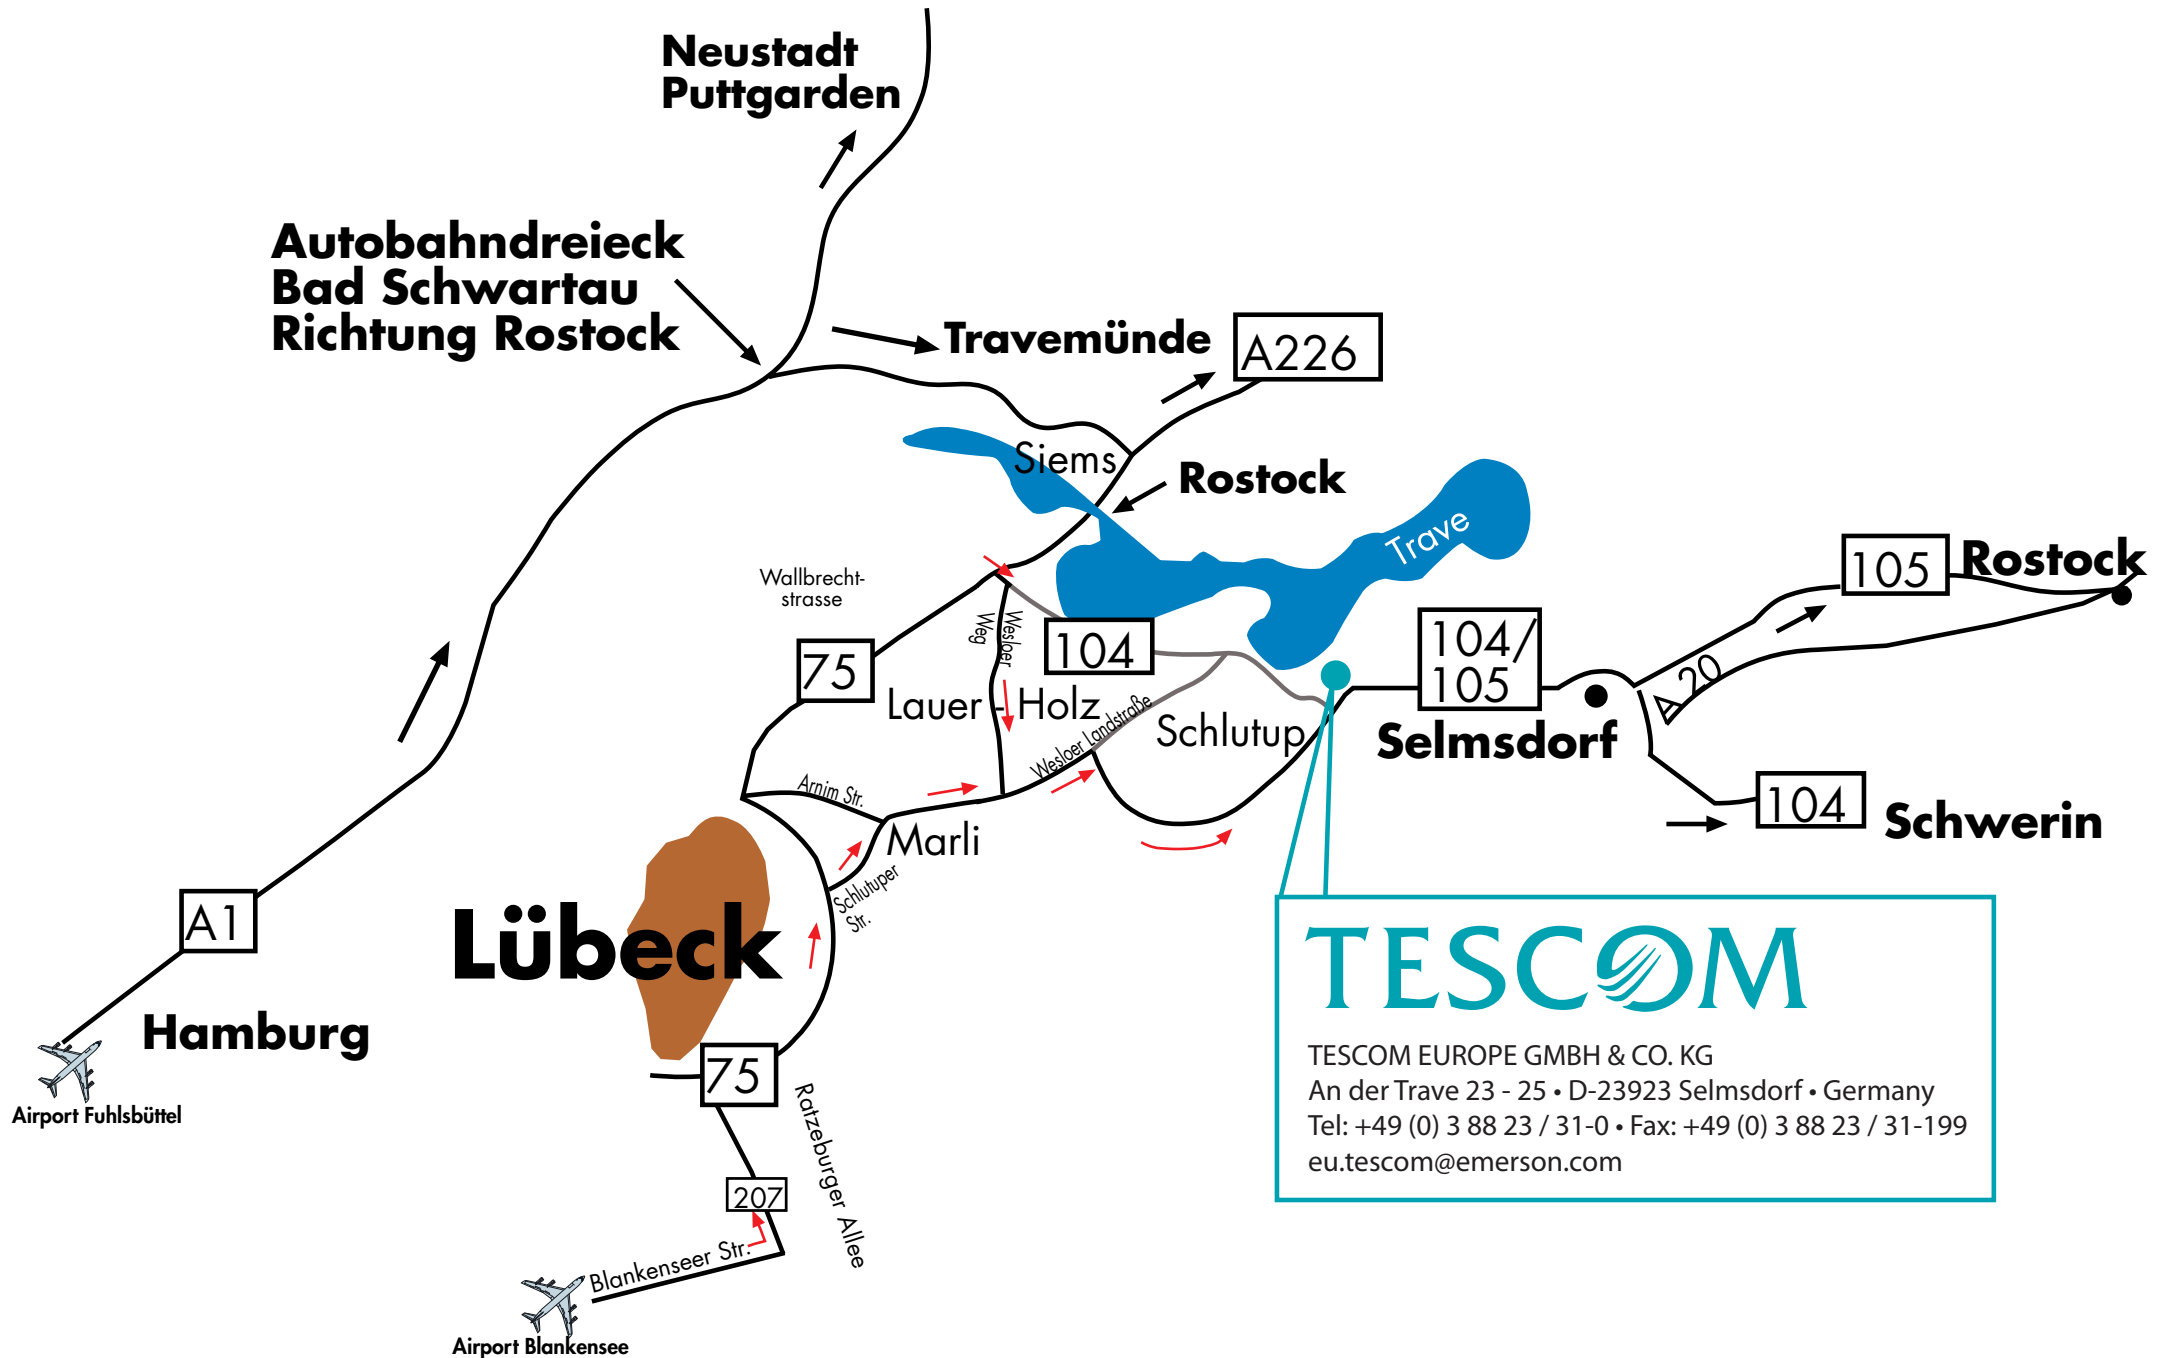 Neustadt
Puttgarden
Autobahndreieck
Bad Schwartau
Richtung Rostock
Travemünde
A226
Siems
Rostock
Trave
Wallbrecht-
strasse
105
Rostock
Wesloer
Weg
104
75
104/
105
A 20
Lauer - Holz
Wesloer Landstraße
Schlutup
Selmsdorf
Arnim Str.
104
Schwerin
Marli
Schlutuper
Str.
Lübeck
A1
Hamburg
Airport Fuhlsbüttel
75
Ratzeburger Allee
207
Blankenseer Str.
Airport Blankensee
TESCOM
TESCOM EUROPE GMBH & CO. KG
An der Trave 23 - 25 • D-23923 Selmsdorf • Germany
Tel: +49 (0) 3 88 23 / 31-0 • Fax: +49 (0) 3 88 23 / 31-199
eu.tescom@emerson.com